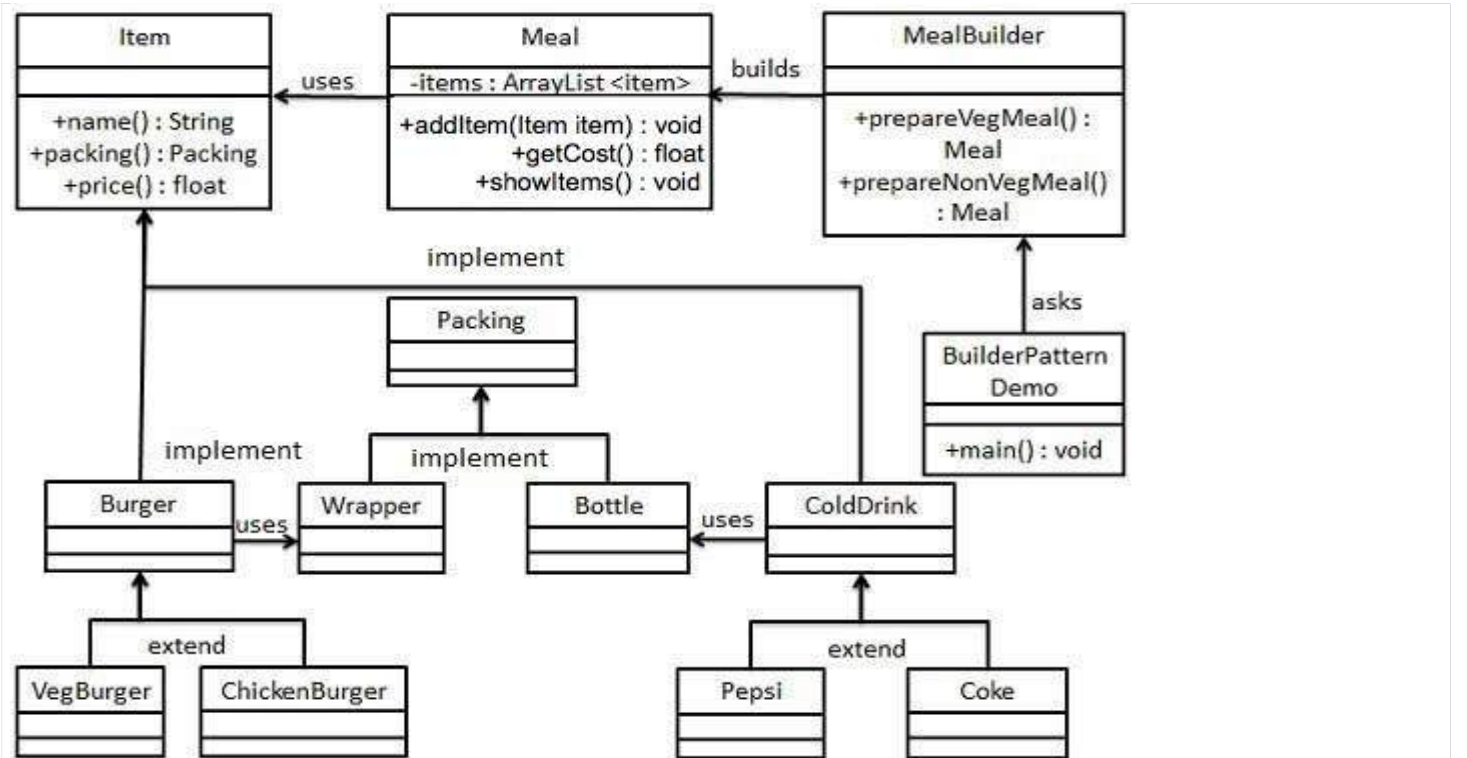 Item
+name() : String
+packing() : Packing
+price() : float
uses
Meal
-items : ArrayList <item>
+addItem(Item item) : void
+getCost() : float
+showItems() : void
builds
MealBuilder
+prepareVegMeal() :
Meal
+prepareNonVegMeal()
: Meal
implement
asks
Packing
BuilderPattern
Demo
+main() : void
implement
implement
Burger
uses
Wrapper
Bottle
uses
ColdDrink
extend
extend
VegBurger
ChickenBurger
Pepsi
Coke